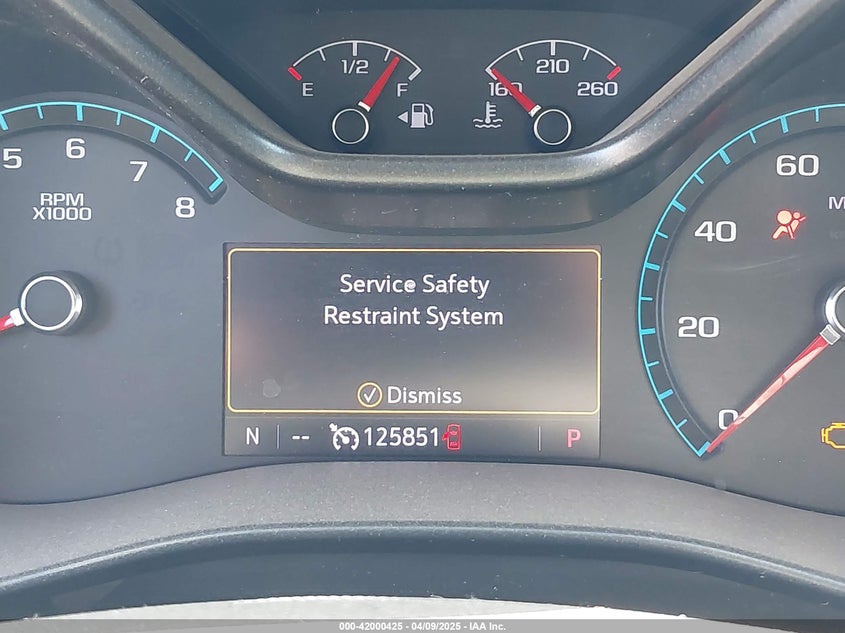 1/2
E
F
210
160
260
5
6
7
8
RPM
X1000
60
40
20
0
M
Service Safety
Restraint System
Dismiss
N -- 125851 P
000-42000425 - 04/09/2025 - IAA Inc.